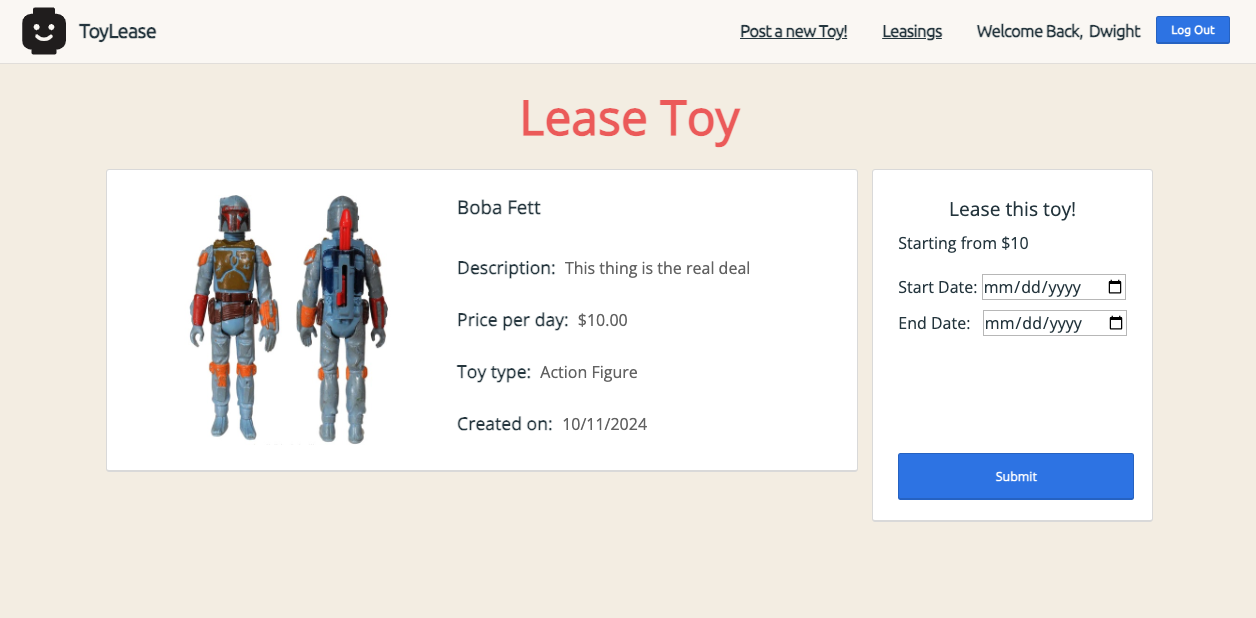 ToyLease
Post a new Toy!
Leasings
Welcome Back, Dwight
Log Out
Lease Toy
Boba Fett
Description: This thing is the real deal
Price per day: $10.00
Toy type: Action Figure
Created on: 10/11/2024
Lease this toy!
Starting from $10
Start Date: mm/dd/yyyy
End Date: mm/dd/yyyy
Submit